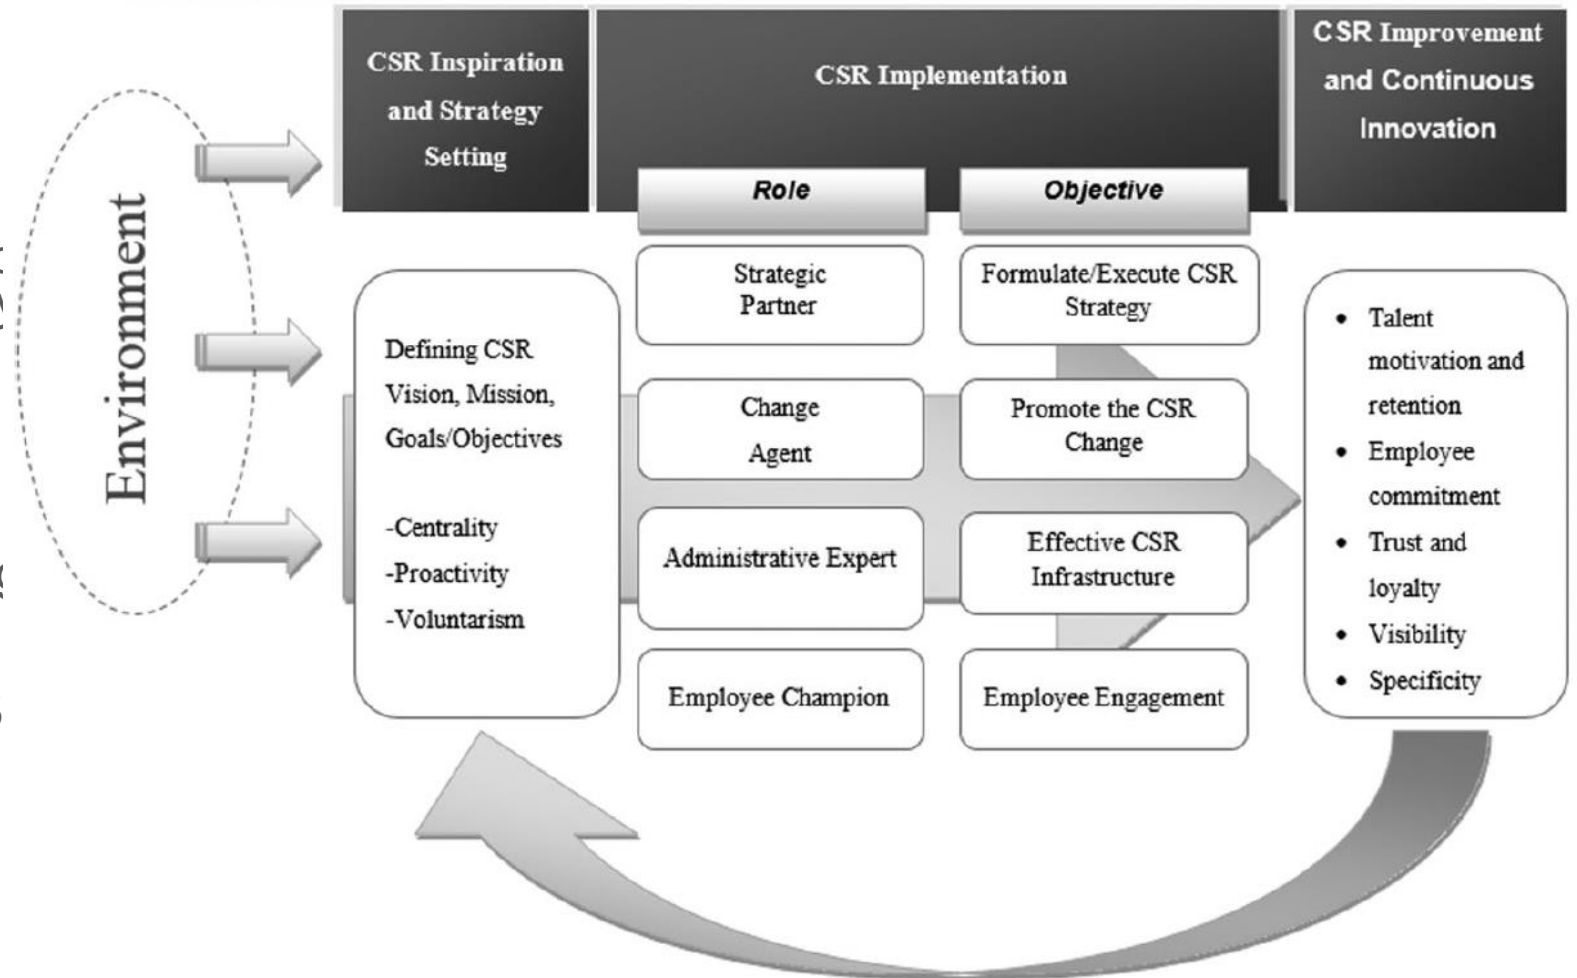 Environment
CSR Inspiration
and Strategy
Setting
CSR Implementation
CSR Improvement
and Continuous
Innovation
Role
Objective
Defining CSR
Vision, Mission,
Goals/Objectives
-Centrality
-Proactivity
-Voluntarism
Strategic
Partner
Formulate/Execute CSR
Strategy
Change
Agent
Promote the CSR
Change
Administrative Expert
Effective CSR
Infrastructure
Employee Champion
Employee Engagement
• Talent
motivation and
retention
• Employee
commitment
• Trust and
loyalty
• Visibility
• Specificity